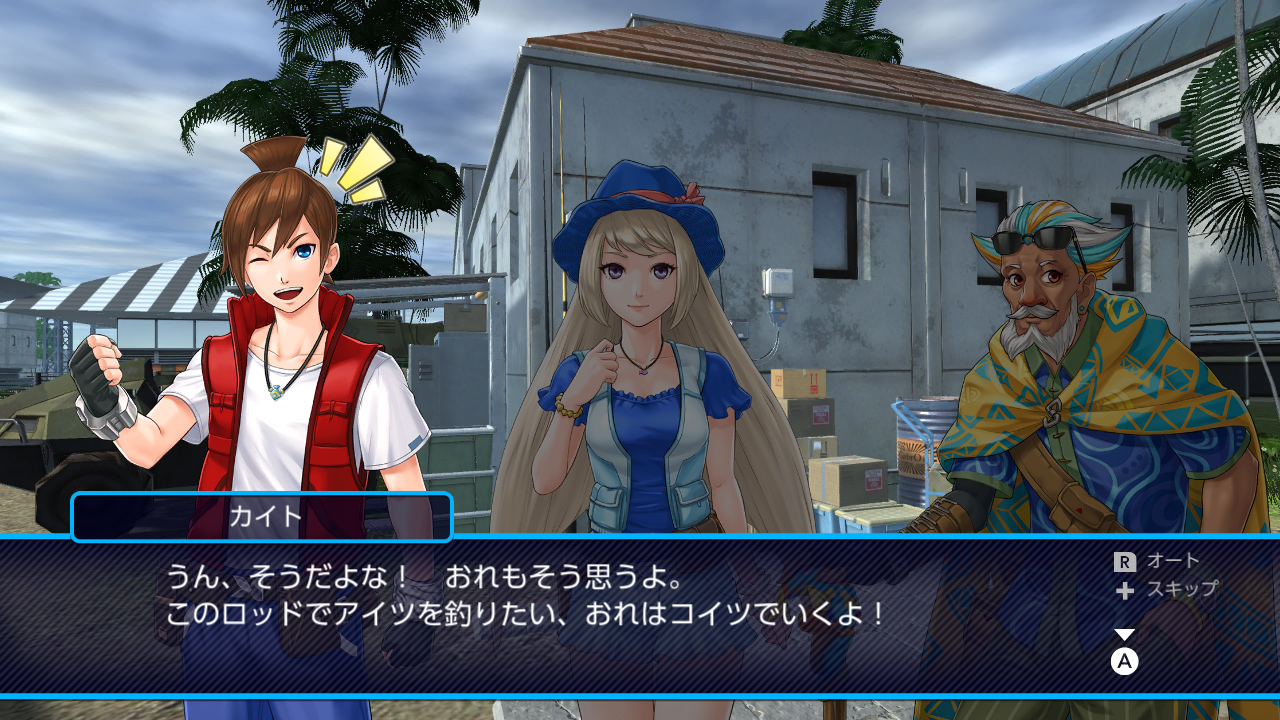 カイト
うん、そうだよな！　おれもそう思うよ。
このロッドでアイツを釣りたい、おれはコイツでいくよ！
R オート
スキップ
A